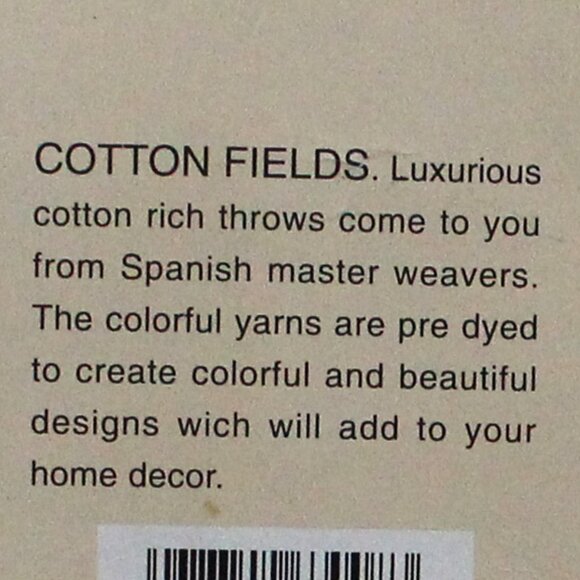 COTTON FIELDS. Luxurious
cotton rich throws come to you
from Spanish master weavers.
The colorful yarns are pre dyed
to create colorful and beautiful
designs wich will add to your
home decor.